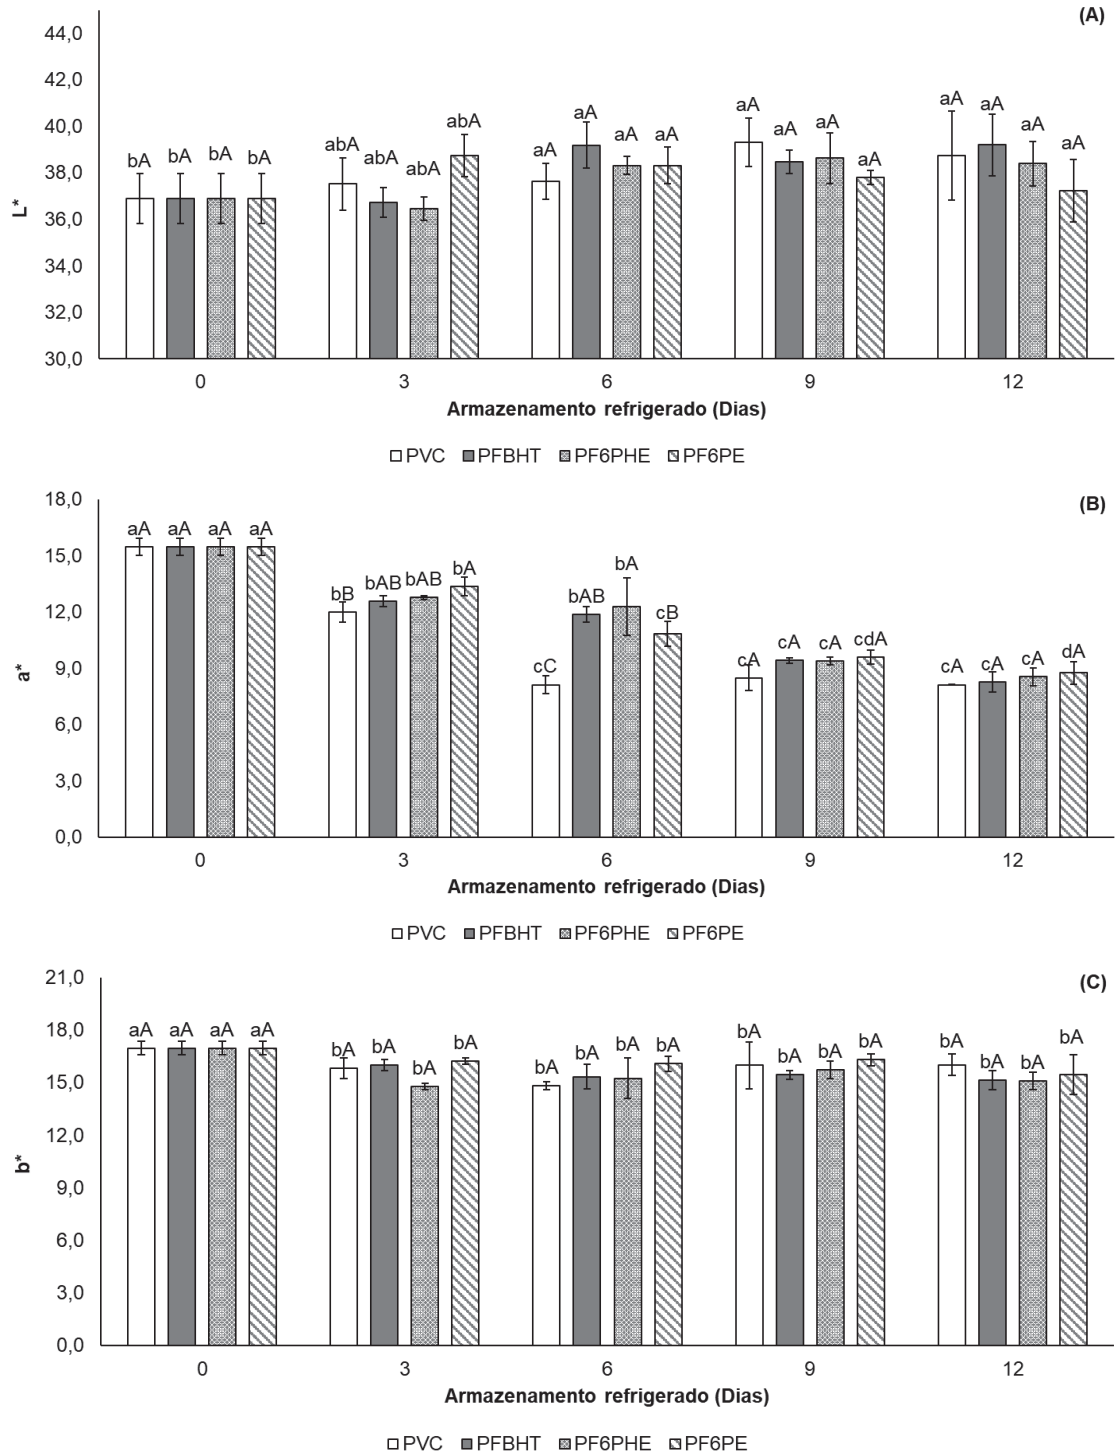 (A)
44,0
42,0
40,0
38,0
36,0
34,0
32,0
30,0
L*
bA bA bA bA
abA abA abA abA
aA aA aA aA
aA aA aA aA
aA aA aA aA
0 3 6 9 12
Armazenamento refrigerado (Dias)
PVC PFBHT PF6PHE PF6PE
(B)
18,0
15,0
12,0
9,0
6,0
3,0
0,0
a*
aA aA aA aA
bB bAB bAB bA
cC bAB bA cB
cA cA cA cdA
cA cA cA dA
0 3 6 9 12
Armazenamento refrigerado (Dias)
PVC PFBHT PF6PHE PF6PE
(C)
21,0
18,0
15,0
12,0
9,0
6,0
3,0
0,0
b*
aA aA aA aA
bA bA bA bA
bA bA bA bA
bA bA bA bA
bA bA bA bA
0 3 6 9 12
Armazenamento refrigerado (Dias)
PVC PFBHT PF6PHE PF6PE